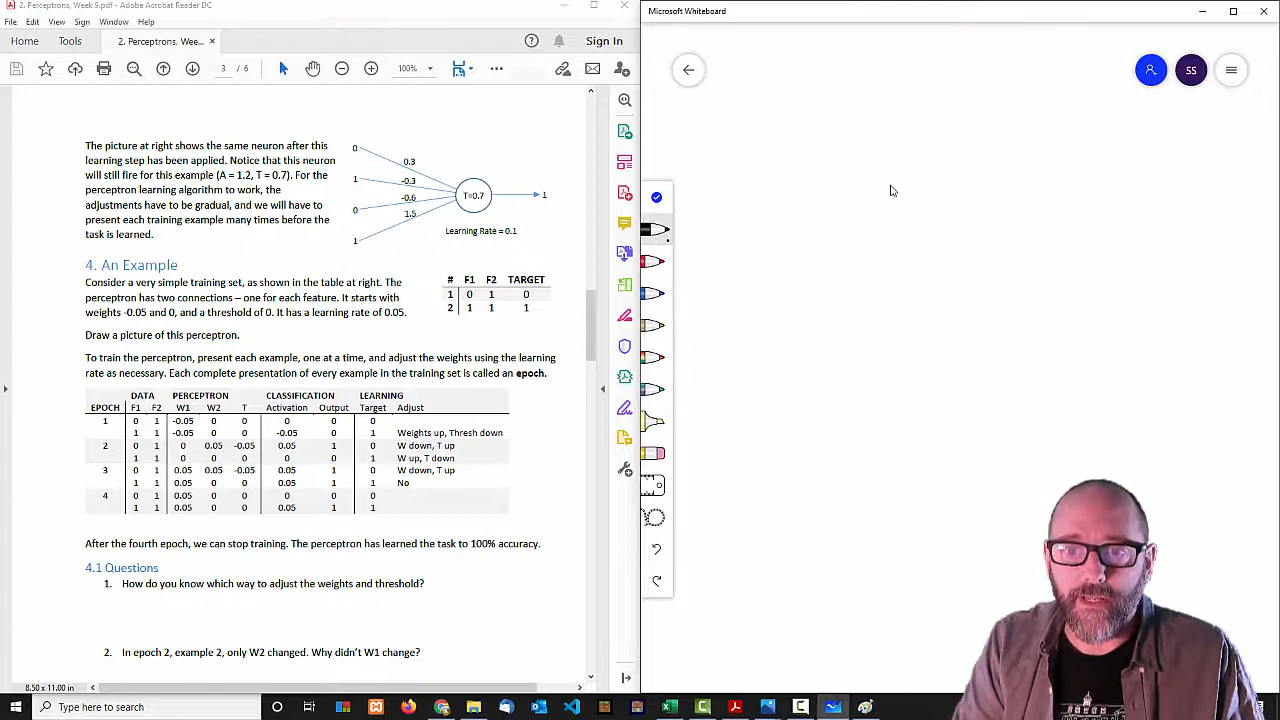 2. Perceptrons, Week 9.pdf - Adobe Acrobat Reader DC
File Edit View Sign Window Help
Home Tools 2. Perceptrons, Wee... × Sign In
3 / 6 100%
The picture at right shows the same neuron after this
learning step has been applied. Notice that this neuron
will still fire for this example (A = 1.2, T = 0.7). For the
perceptron learning algorithm to work, the
adjustments have to be gradual, and we will have to
present each training example many times before the
task is learned.
0
0.3
1
-0.3
T=0.7
1
-0.6
0
1.5
1
Learning Rate = 0.1
4. An Example
Consider a very simple training set, as shown in the table at right. The
perceptron has two connections – one for each feature. It starts with
weights -0.05 and 0, and a threshold of 0. It has a learning rate of 0.05.
# F1 F2 TARGET
1 0 1 0
2 1 1 1
Draw a picture of this perceptron.
To train the perceptron, present each example, one at a time, and adjust the weights using the learning
rate as necessary. Each complete presentation of every example in the training set is called an epoch.
DATA PERCEPTRON CLASSIFICATION LEARNING
EPOCH F1 F2 W1 W2 T Activation Output Target Adjust
1 0 1 -0.05 0 0 0 0 0
1 1 -0.05 0 0 -0.05 0 1 Weights up, Thresh down
2 0 1 0 0.05 -0.05 0.05 1 0 W down, T up
1 1 0 0 0 0 0 1 W up, T down
3 0 1 0.05 0.05 -0.05 0.05 1 0 W down, T up
1 1 0.05 0 0 0.05 1 1 No
4 0 1 0.05 0 0 0 0 0
1 1 0.05 0 0 0.05 1 1
After the fourth epoch, we can stop training. The perceptron has learned the task to 100% accuracy.
4.1 Questions
1. How do you know which way to adjust the weights and threshold?
2. In epoch 2, example 2, only W2 changed. Why didn't W1 change?
8.50 x 11.00 in
Type here to search
Microsoft Whiteboard
SS